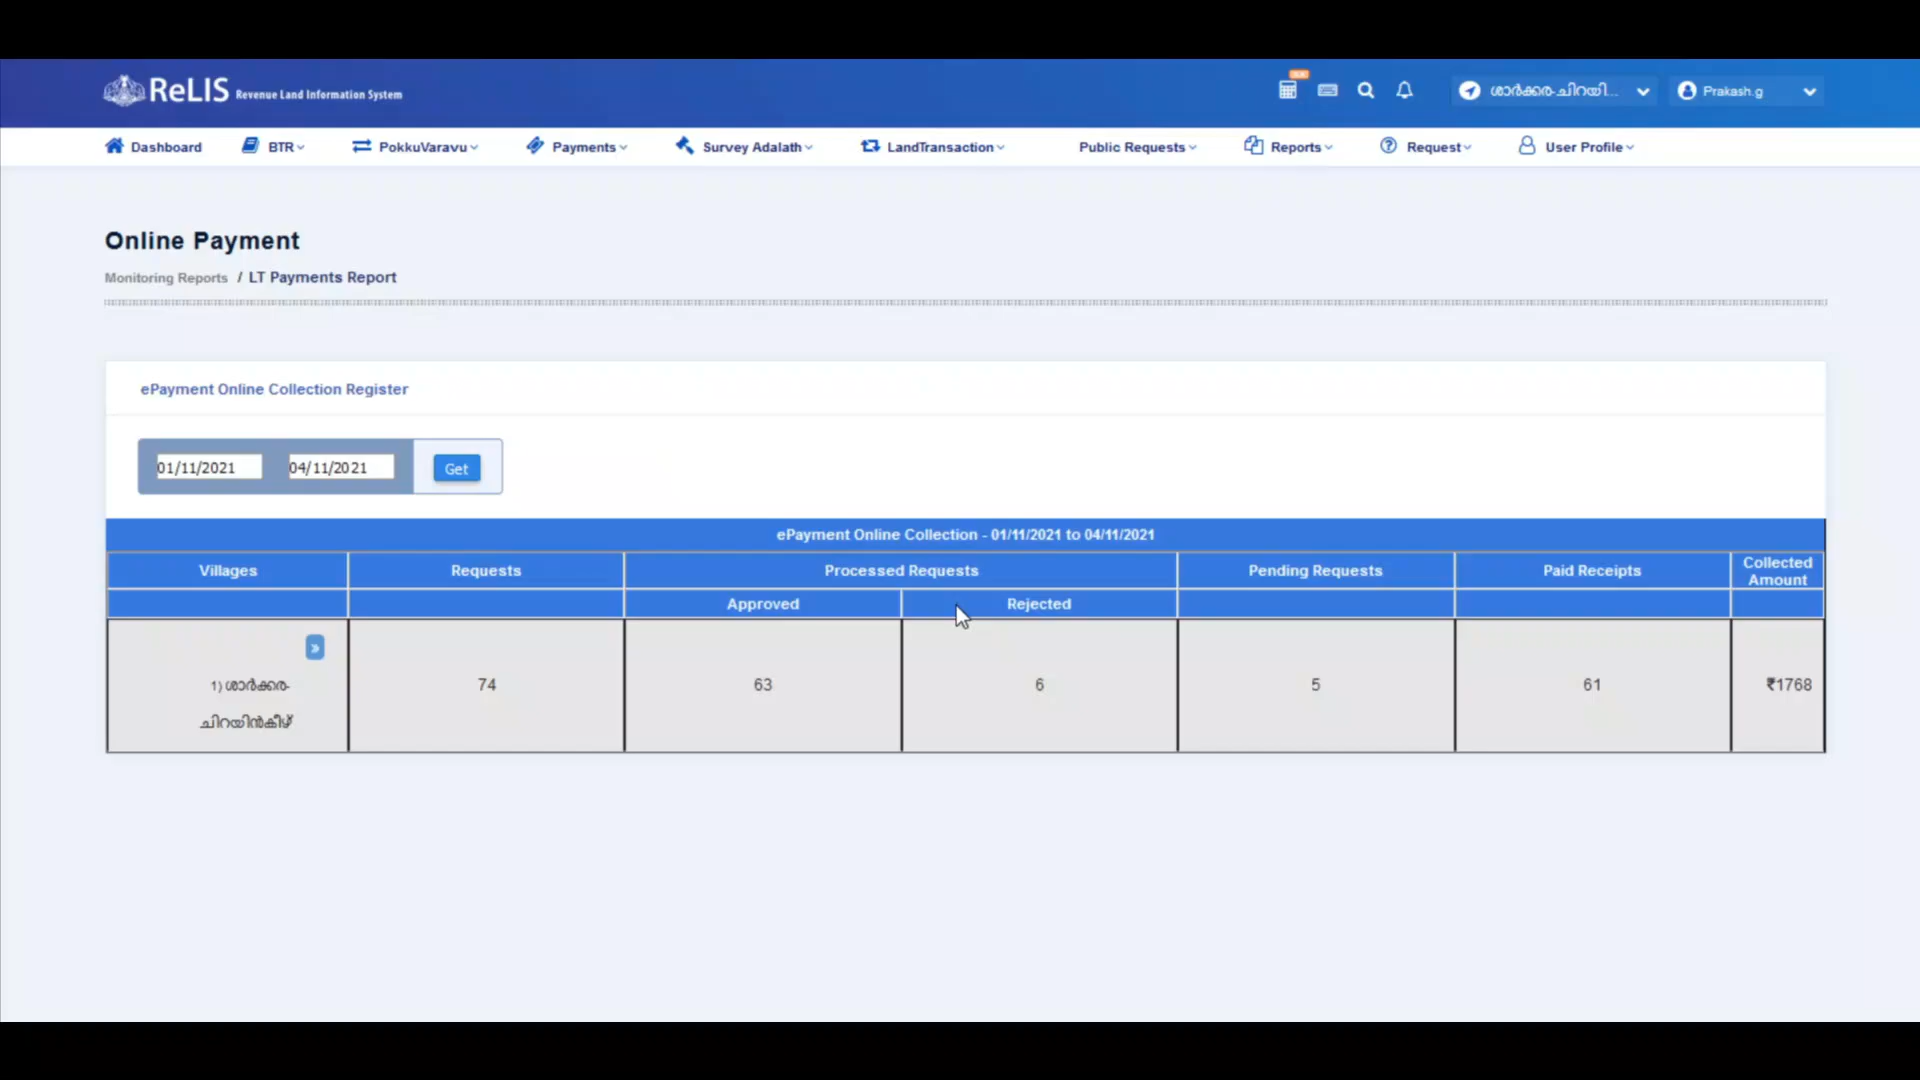 ReLIS Revenue Land Information System
ശാർക്കര-ചിറയി...
Prakash.g
Dashboard
BTR
PokkuVaravu
Payments
Survey Adalath
LandTransaction
Public Requests
Reports
Request
User Profile
Online Payment
Monitoring Reports / LT Payments Report
ePayment Online Collection Register
01/11/2021
04/11/2021
Get
ePayment Online Collection - 01/11/2021 to 04/11/2021
Villages
Requests
Processed Requests
Pending Requests
Paid Receipts
Collected
Amount
Approved
Rejected
»
1) ശാർക്കര-
ചിറയിൻകീഴ്
74
63
6
5
61
₹1768